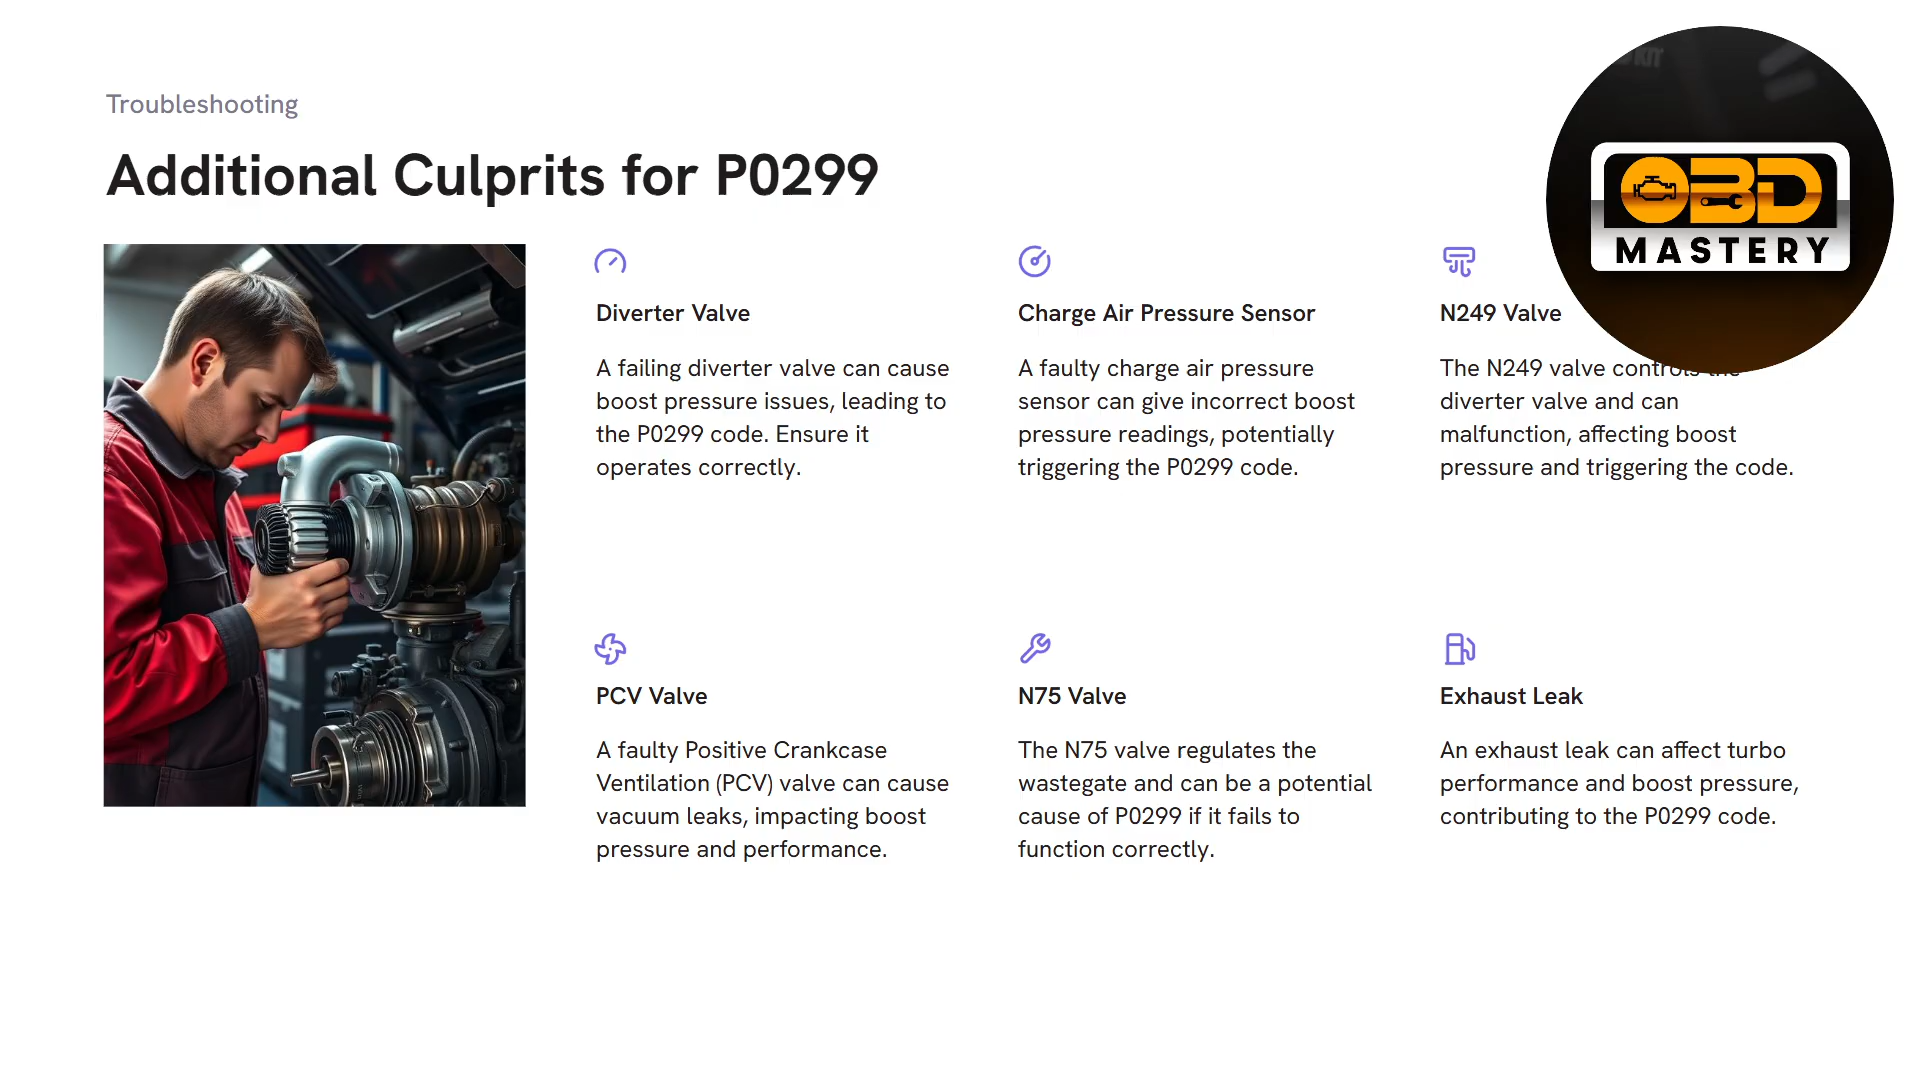 Troubleshooting
Additional Culprits for P0299
OBD
MASTERY
Diverter Valve
A failing diverter valve can cause
boost pressure issues, leading to
the P0299 code. Ensure it
operates correctly.
Charge Air Pressure Sensor
A faulty charge air pressure
sensor can give incorrect boost
pressure readings, potentially
triggering the P0299 code.
N249 Valve
The N249 valve controls the
diverter valve and can
malfunction, affecting boost
pressure and triggering the code.
PCV Valve
A faulty Positive Crankcase
Ventilation (PCV) valve can cause
vacuum leaks, impacting boost
pressure and performance.
N75 Valve
The N75 valve regulates the
wastegate and can be a potential
cause of P0299 if it fails to
function correctly.
Exhaust Leak
An exhaust leak can affect turbo
performance and boost pressure,
contributing to the P0299 code.